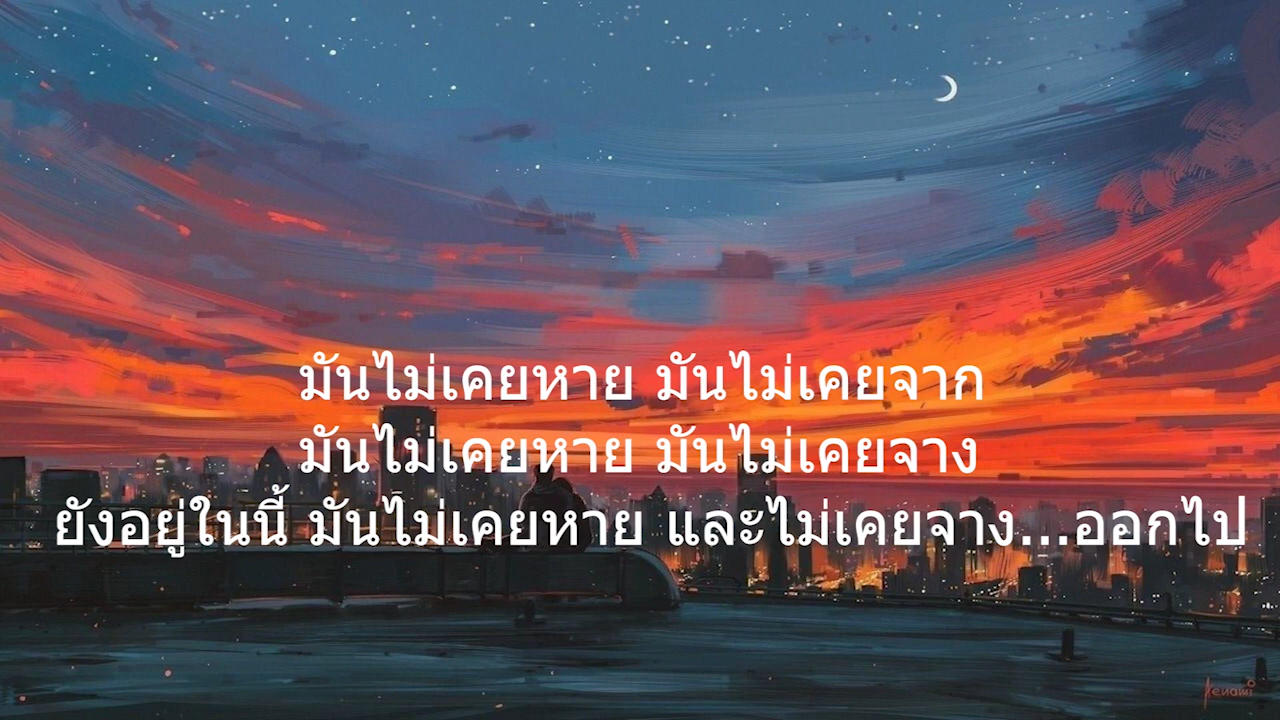 มันไม่เคยหาย มันไม่เคยจาก
มันไม่เคยหาย มันไม่เคยจาง
ยังอยู่ในนี้ มันไม่เคยหาย และไม่เคยจาง...ออกไป